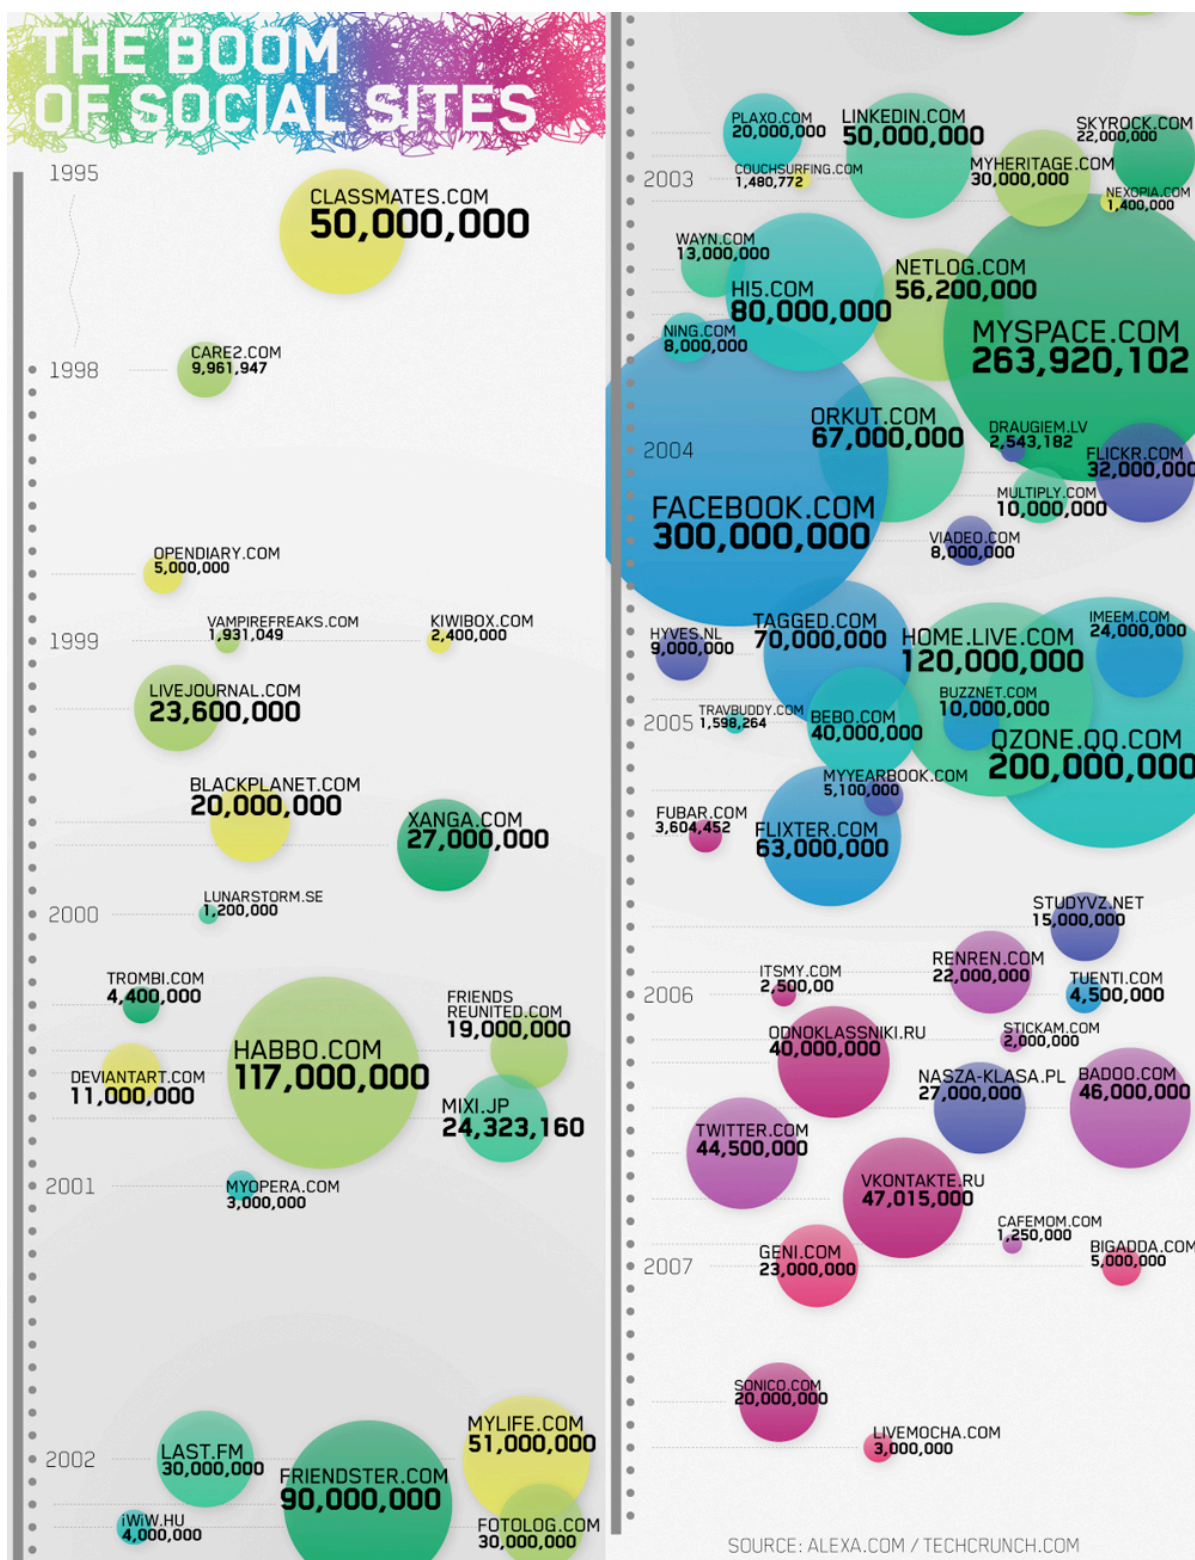 THE BOOM
OF SOCIAL SITES
1995
CLASSMATES.COM
50,000,000
CARE2.COM
9,961,947
1998
OPENDIARY.COM
5,000,000
VAMPIREFREAKS.COM
1,931,049
KIWIBOX.COM
2,400,000
1999
LIVEJOURNAL.COM
23,600,000
BLACKPLANET.COM
20,000,000
XANGA.COM
27,000,000
LUNARSTORM.SE
1,200,000
2000
TROMBI.COM
4,400,000
FRIENDS
REUNITED.COM
19,000,000
HABBO.COM
117,000,000
DEVIANTART.COM
11,000,000
MIXI.JP
24,323,160
2001
MYOPERA.COM
3,000,000
MYLIFE.COM
51,000,000
2002
LAST.FM
30,000,000
FRIENDSTER.COM
90,000,000
iWiW.HU
4,000,000
FOTOLOG.COM
30,000,000
PLAXO.COM
20,000,000
LINKEDIN.COM
50,000,000
SKYROCK.COM
22,000,000
COUCHSURFING.COM
1,480,772
MYHERITAGE.COM
30,000,000
2003
NEXOPIA.COM
1,400,000
WAYN.COM
13,000,000
NETLOG.COM
56,200,000
HI5.COM
80,000,000
NING.COM
8,000,000
MYSPACE.COM
263,920,102
ORKUT.COM
67,000,000
DRAUGIEM.LV
2,543,182
2004
FLICKR.COM
32,000,000
MULTIPLY.COM
10,000,000
FACEBOOK.COM
300,000,000
VIADEO.COM
8,000,000
TAGGED.COM
70,000,000
IMEEM.COM
24,000,000
HYVES.NL
9,000,000
HOME.LIVE.COM
120,000,000
BUZZNET.COM
10,000,000
TRAVBUDDY.COM
1,598,264
2005
BEBO.COM
40,000,000
QZONE.QQ.COM
200,000,000
MYYEARBOOK.COM
5,100,000
FUBAR.COM
3,604,452
FLIXTER.COM
63,000,000
STUDYVZ.NET
15,000,000
RENREN.COM
22,000,000
ITSMY.COM
2,500,00
TUENTI.COM
4,500,000
2006
ODNOKLASSNIKI.RU
40,000,000
STICKAM.COM
2,000,000
NASZA-KLASA.PL
27,000,000
BADOO.COM
46,000,000
TWITTER.COM
44,500,000
VKONTAKTE.RU
47,015,000
CAFEMOM.COM
1,250,000
GENI.COM
23,000,000
BIGADDA.COM
5,000,000
2007
SONICO.COM
20,000,000
LIVEMOCHA.COM
3,000,000
SOURCE: ALEXA.COM / TECHCRUNCH.COM